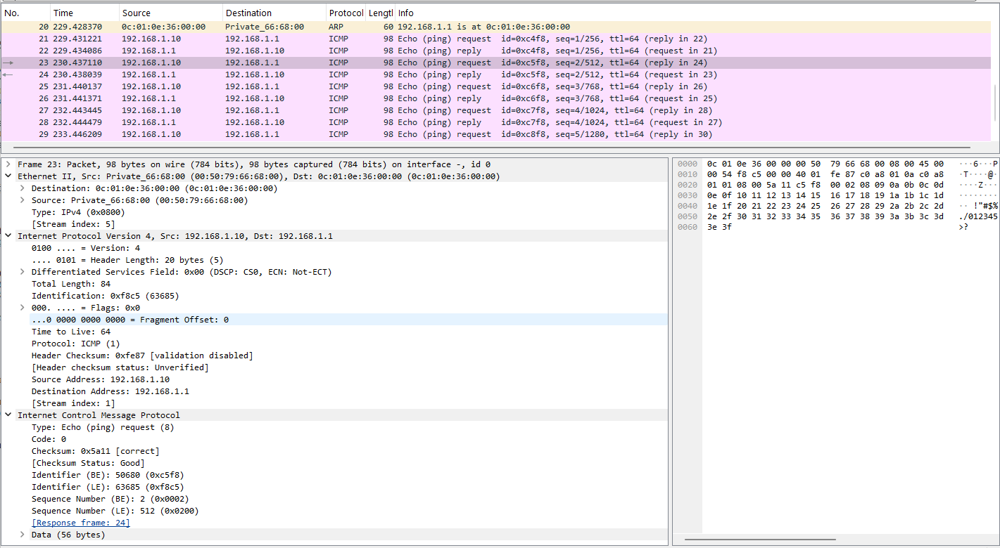 No. Time Source Destination Protocol Lengtl Info
20 229.428370 0c:01:0e:36:00:00 Private_66:68:00 ARP 60 192.168.1.1 is at 0c:01:0e:36:00:00
21 229.431221 192.168.1.10 192.168.1.1 ICMP 98 Echo (ping) request id=0xc4f8, seq=1/256, ttl=64 (reply in 22)
22 229.434086 192.168.1.1 192.168.1.10 ICMP 98 Echo (ping) reply id=0xc4f8, seq=1/256, ttl=64 (request in 21)
23 230.437110 192.168.1.10 192.168.1.1 ICMP 98 Echo (ping) request id=0xc5f8, seq=2/512, ttl=64 (reply in 24)
24 230.438039 192.168.1.1 192.168.1.10 ICMP 98 Echo (ping) reply id=0xc5f8, seq=2/512, ttl=64 (request in 23)
25 231.440137 192.168.1.10 192.168.1.1 ICMP 98 Echo (ping) request id=0xc6f8, seq=3/768, ttl=64 (reply in 26)
26 231.441371 192.168.1.1 192.168.1.10 ICMP 98 Echo (ping) reply id=0xc6f8, seq=3/768, ttl=64 (request in 25)
27 232.443445 192.168.1.10 192.168.1.1 ICMP 98 Echo (ping) request id=0xc7f8, seq=4/1024, ttl=64 (reply in 28)
28 232.444479 192.168.1.1 192.168.1.10 ICMP 98 Echo (ping) reply id=0xc7f8, seq=4/1024, ttl=64 (request in 27)
29 233.446209 192.168.1.10 192.168.1.1 ICMP 98 Echo (ping) request id=0xc8f8, seq=5/1280, ttl=64 (reply in 30)
Frame 23: Packet, 98 bytes on wire (784 bits), 98 bytes captured (784 bits) on interface -, id 0
Ethernet II, Src: Private_66:68:00 (00:50:79:66:68:00), Dst: 0c:01:0e:36:00:00 (0c:01:0e:36:00:00)
Destination: 0c:01:0e:36:00:00 (0c:01:0e:36:00:00)
Source: Private_66:68:00 (00:50:79:66:68:00)
Type: IPv4 (0x0800)
[Stream index: 5]
Internet Protocol Version 4, Src: 192.168.1.10, Dst: 192.168.1.1
0100 .... = Version: 4
.... 0101 = Header Length: 20 bytes (5)
Differentiated Services Field: 0x00 (DSCP: CS0, ECN: Not-ECT)
Total Length: 84
Identification: 0xf8c5 (63685)
000. .... = Flags: 0x0
...0 0000 0000 0000 = Fragment Offset: 0
Time to Live: 64
Protocol: ICMP (1)
Header Checksum: 0xfe87 [validation disabled]
[Header checksum status: Unverified]
Source Address: 192.168.1.10
Destination Address: 192.168.1.1
[Stream index: 1]
Internet Control Message Protocol
Type: Echo (ping) request (8)
Code: 0
Checksum: 0x5a11 [correct]
[Checksum Status: Good]
Identifier (BE): 50680 (0xc5f8)
Identifier (LE): 63685 (0xf8c5)
Sequence Number (BE): 2 (0x0002)
Sequence Number (LE): 512 (0x0200)
[Response frame: 24]
Data (56 bytes)
0000 0c 01 0e 36 00 00 00 50 79 66 68 00 08 00 45 00 ···6···P
0010 00 54 f8 c5 00 00 40 01 fe 87 c0 a8 01 0a c0 a8 ·T····@·
0020 01 01 08 00 5a 11 c5 f8 00 02 08 09 0a 0b 0c 0d ····Z···
0030 0e 0f 10 11 12 13 14 15 16 17 18 19 1a 1b 1c 1d ········
0040 1e 1f 20 21 22 23 24 25 26 27 28 29 2a 2b 2c 2d ·· !"#$%
0050 2e 2f 30 31 32 33 34 35 36 37 38 39 3a 3b 3c 3d ./012345
0060 3e 3f >?